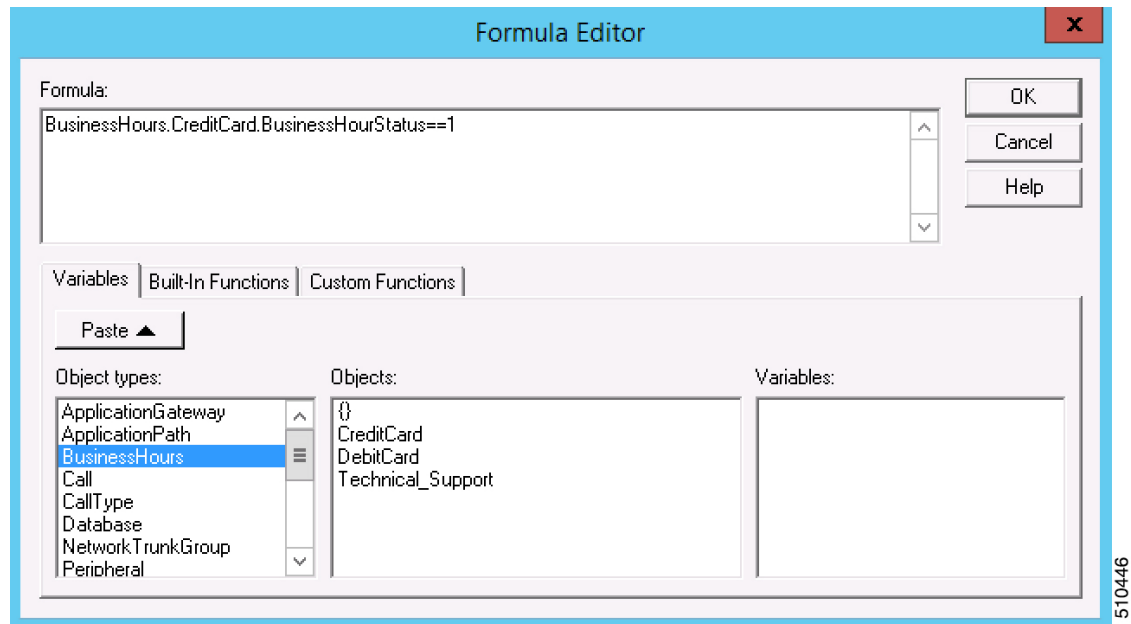 Formula Editor
x
Formula:
OK
BusinessHours.CreditCard.BusinessHourStatus==1
Cancel
Help
Variables
Built-In Functions
Custom Functions
Paste
Object types:
Objects:
Variables:
ApplicationGateway
ApplicationPath
BusinessHours
Call
CallType
Database
NetworkTrunkGroup
Peripheral
{}
CreditCard
DebitCard
Technical_Support
510446